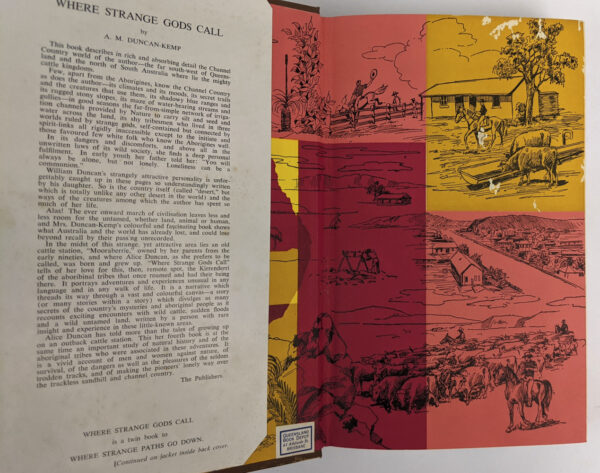 WHERE STRANGE GODS CALL
by
A. M. DUNCAN-KEMP
This book describes in rich and absorbing detail the Channel
Country world of the author—the far south-west of Queens-
land and the north of South Australia where lie the mighty
cattle kingdoms.
Few, apart from the Aborigines, know the Channel Country
as does the author—its climates and its moods, its secret trails
and the creatures that use them, its shadowy blue ranges and
its rugged stony steeps, its maze of water-bearing streams and
gullies—in good seasons the far-from-simple network of irriga-
tion channels provided by Nature to carry silt and seed and
water across the land, its shy tribesmen who lived in three
worlds ruled by strange gods, self-contained but connected by
spirit-links all rigidly inaccessible except to the initiate and
those favoured few white folk who know the Aborigines well.
In its dangers and discomforts, and above all in the
unwritten laws of its wild society, she finds a deep personal
fulfilment. In early youth her father told her: "You will
always be alone, but not lonely. Loneliness can be a
communion."
William Duncan's strangely attractive personality is unfor-
gettably caught up in these pages so understandingly written
by his daughter. So is the country itself (called "desert," but
which is totally unlike any other desert in the world) and the
ways of the creatures among which the author has spent so
much of her life.
Alas! The ever onward march of civilisation leaves less and
less room for the untamed, whether land, animal or human,
and Mrs. Duncan-Kemp's colourful and fascinating book shows
what Australia and the world has already lost, and could lose
beyond recall by their passing unrecorded.
In the midst of this strange, yet attractive area lies an old
cattle station, "Mooraberrie," owned by her parents from the
early nineties, and where Alice Duncan, as she prefers to be
called, was born and grew up. "Where Strange Gods Call"
tells of her love for this, then, remote spot, the Kirrenderri
of the aboribinal tribes that once roamed and had their being
there. It portrays adventures and experiences unusual in any
language and in any walk of life. It is a narrative which
threads its way through a vast and colourful canvas—a story
(or many stories within a story) which divulges as many
secrets of the country's mysteries and aboriginal people as it
recounts exciting encounters with wild cattle, sudden floods
and a wild untamed land, written by a person with rare
insight and experience in these little-known areas.
Alice Duncan has told more than the tales of growing up
on an outback cattle station. This her fourth book is at the
same time an important study of natural history and of the
aboriginal tribes who were associated in these adventures. It
is a vivid account of men and women against nature, of
survival, of the dangers as well as the pleasures of the seldom
trodden tracks, and of making the pioneers' lonely way over
the trackless sandhill and channel country.
The Publishers.
WHERE STRANGE GODS CALL
is a twin book to
WHERE STRANGE PATHS GO DOWN.
[Continued on jacket inside back cover.
QUEENSLAND
BOOK DEPOT
61 Adelaide St.
BRISBANE